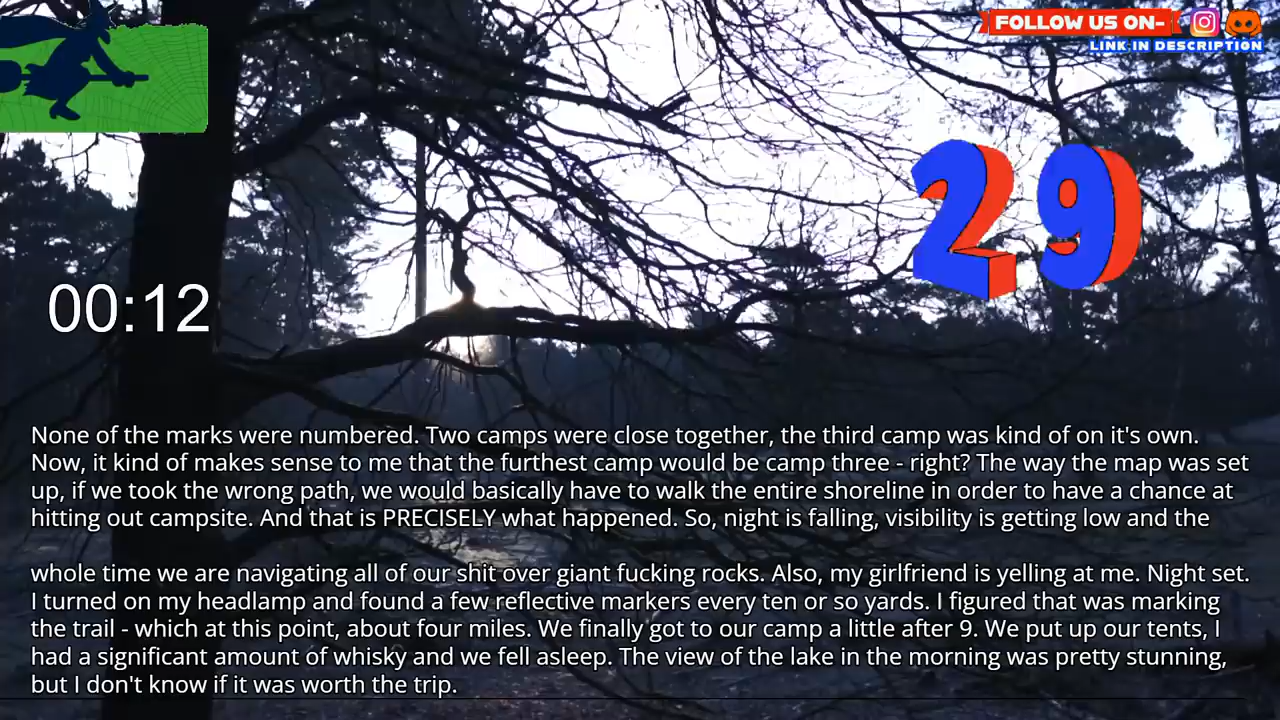 FOLLOW US ON-
LINK IN DESCRIPTION
29
00:12
None of the marks were numbered. Two camps were close together, the third camp was kind of on it's own.
Now, it kind of makes sense to me that the furthest camp would be camp three - right? The way the map was set
up, if we took the wrong path, we would basically have to walk the entire shoreline in order to have a chance at
hitting out campsite. And that is PRECISELY what happened. So, night is falling, visibility is getting low and the
whole time we are navigating all of our shit over giant fucking rocks. Also, my girlfriend is yelling at me. Night set.
I turned on my headlamp and found a few reflective markers every ten or so yards. I figured that was marking
the trail - which at this point, about four miles. We finally got to our camp a little after 9. We put up our tents, I
had a significant amount of whisky and we fell asleep. The view of the lake in the morning was pretty stunning,
but I don't know if it was worth the trip.